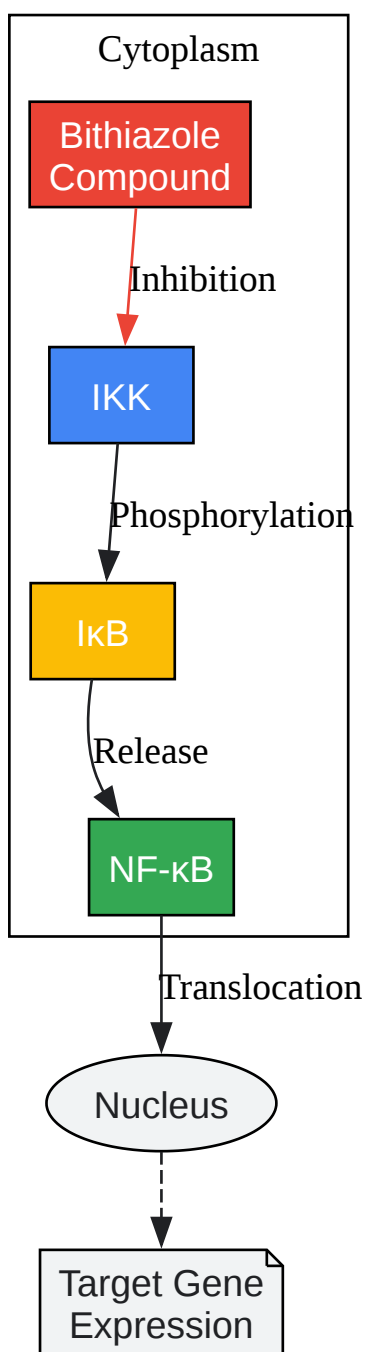 Cytoplasm
Bithiazole
Compound
Inhibition
IKK
Phosphorylation
IκB
Release
NF-κB
Translocation
Nucleus
Target Gene
Expression